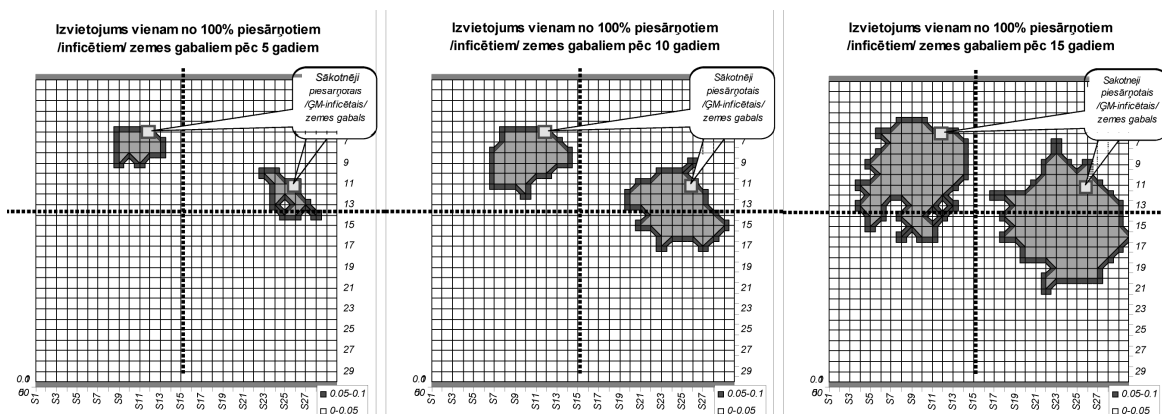 Izvietojums vienam no 100% piesārņotiem
/inficētiem/ zemes gabaliem pēc 5 gadiem
Sākotnēji
piesārņotais
/ĢM-inficētais/
zemes gabals
7
9
11
13
15
17
19
21
23
25
27
29
S1
S3
S5
S7
S9
S11
S13
S15
S17
S19
S21
S23
S25
S27
0.05-0.1
0-0.05
Izvietojums vienam no 100% piesārņotiem
/inficētiem/ zemes gabaliem pēc 10 gadiem
Sākotnēji
piesārņotais
/ĢM-inficētais/
zemes gabals
7
9
11
13
15
17
19
21
23
25
27
29
S1
S3
S5
S7
S9
S11
S13
S15
S17
S19
S21
S23
S25
S27
0.05-0.1
0-0.05
Izvietojums vienam no 100% piesārņotiem
/inficētiem/ zemes gabaliem pēc 15 gadiem
Sākotnēji
piesārņotais
/ĢM-inficētais/
zemes gabals
7
9
11
13
15
17
19
21
23
25
27
29
S1
S3
S5
S7
S9
S11
S13
S15
S17
S19
S21
S23
S25
S27
0.05-0.1
0-0.05